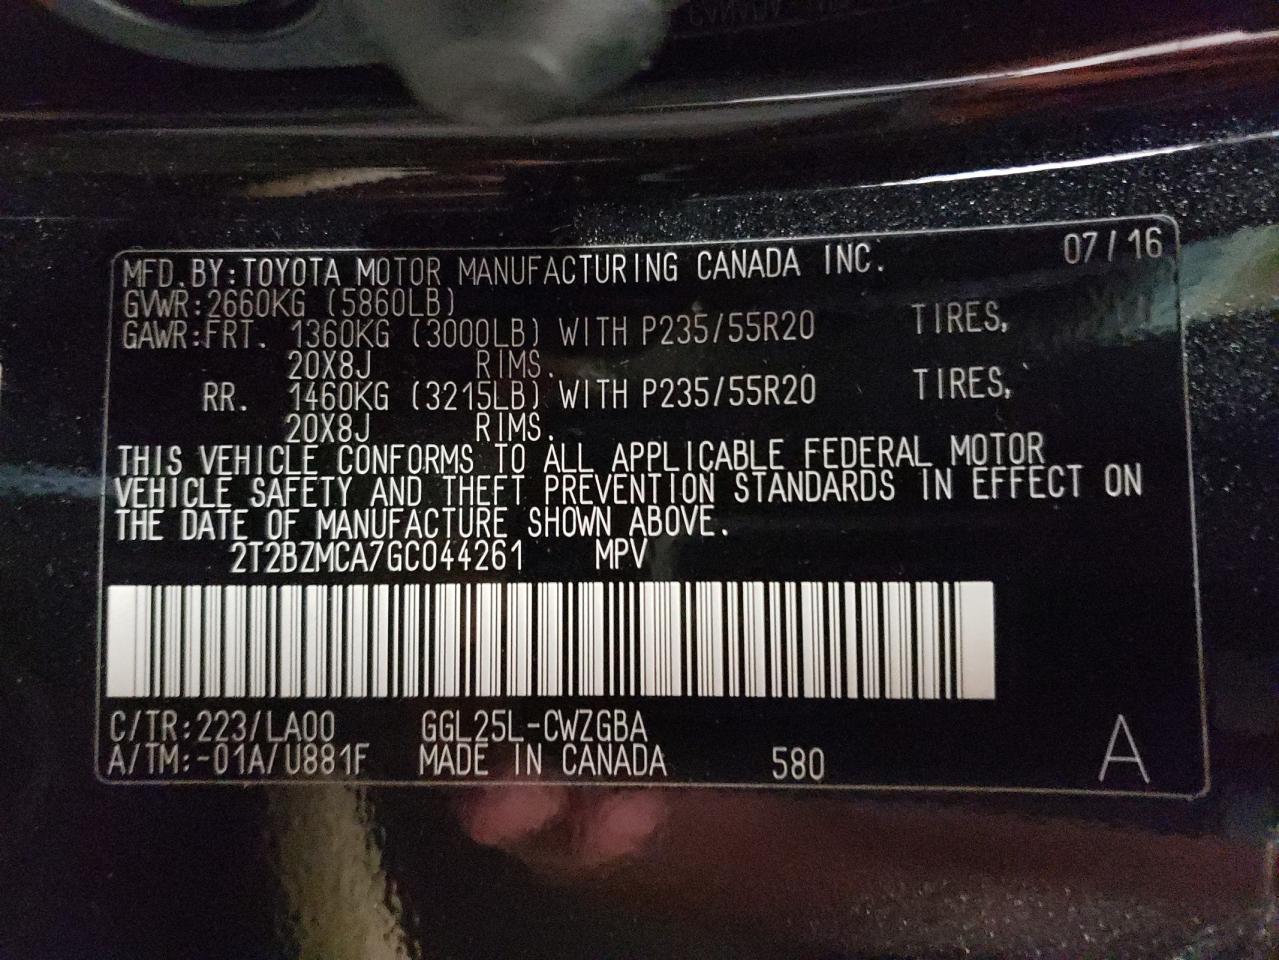 MFD.BY:TOYOTA MOTOR MANUFACTURING CANADA INC. 07/16
GVWR:2660KG (5860LB)
GAWR:FRT. 1360KG (3000LB) WITH P235/55R20 TIRES,
20X8J RIMS.
RR. 1460KG (3215LB) WITH P235/55R20 TIRES,
20X8J RIMS.
THIS VEHICLE CONFORMS TO ALL APPLICABLE FEDERAL MOTOR
VEHICLE SAFETY AND THEFT PREVENTION STANDARDS IN EFFECT ON
THE DATE OF MANUFACTURE SHOWN ABOVE.
2T2BZMCA7GC044261 MPV
C/TR:223/LA00 GGL25L-CWZGBA
A/TM:-01A/U881F MADE IN CANADA 580 A